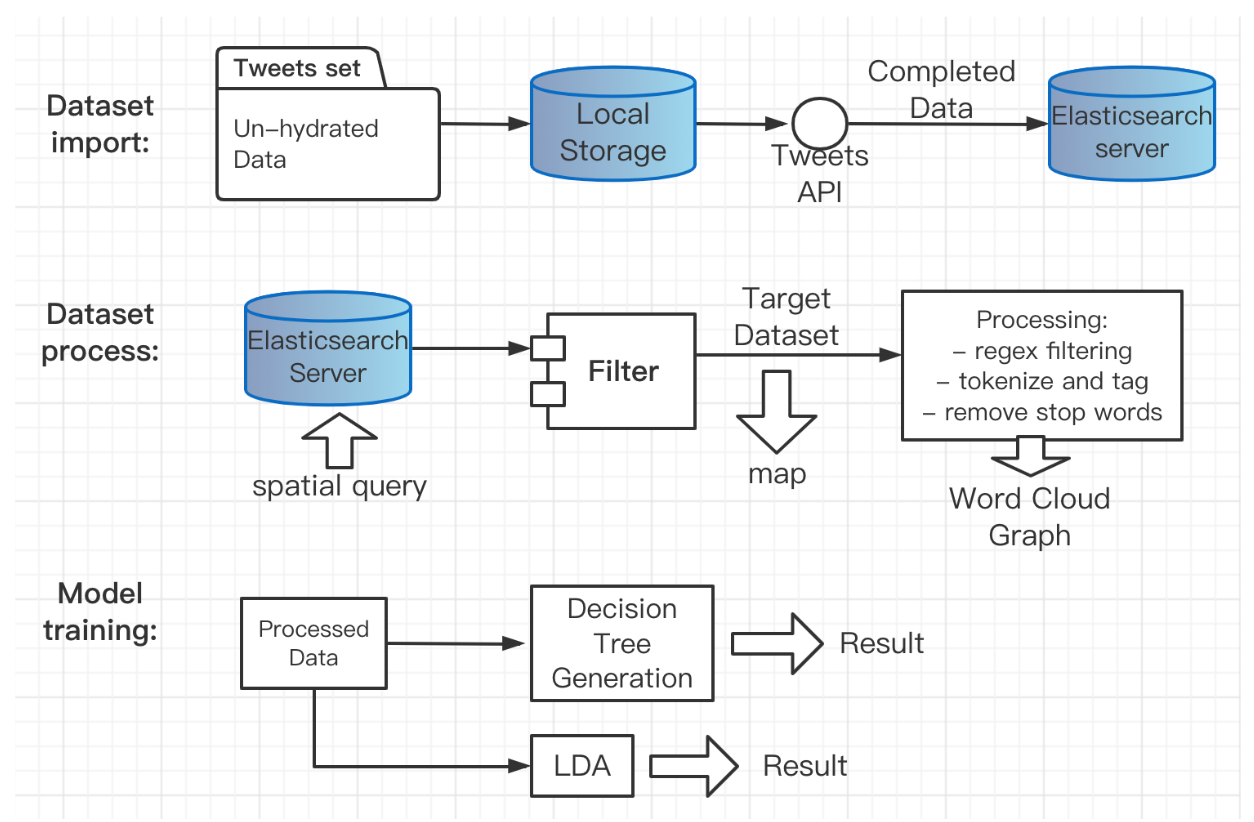 Dataset
import:
Tweets set
Un-hydrated
Data
Local
Storage
Tweets
API
Completed
Data
Elasticsearch
server
Dataset
process:
Elasticsearch
Server
spatial query
Filter
Target
Dataset
map
Processing:
- regex filtering
- tokenize and tag
- remove stop words
Word Cloud
Graph
Model
training:
Processed
Data
Decision
Tree
Generation
Result
LDA
Result